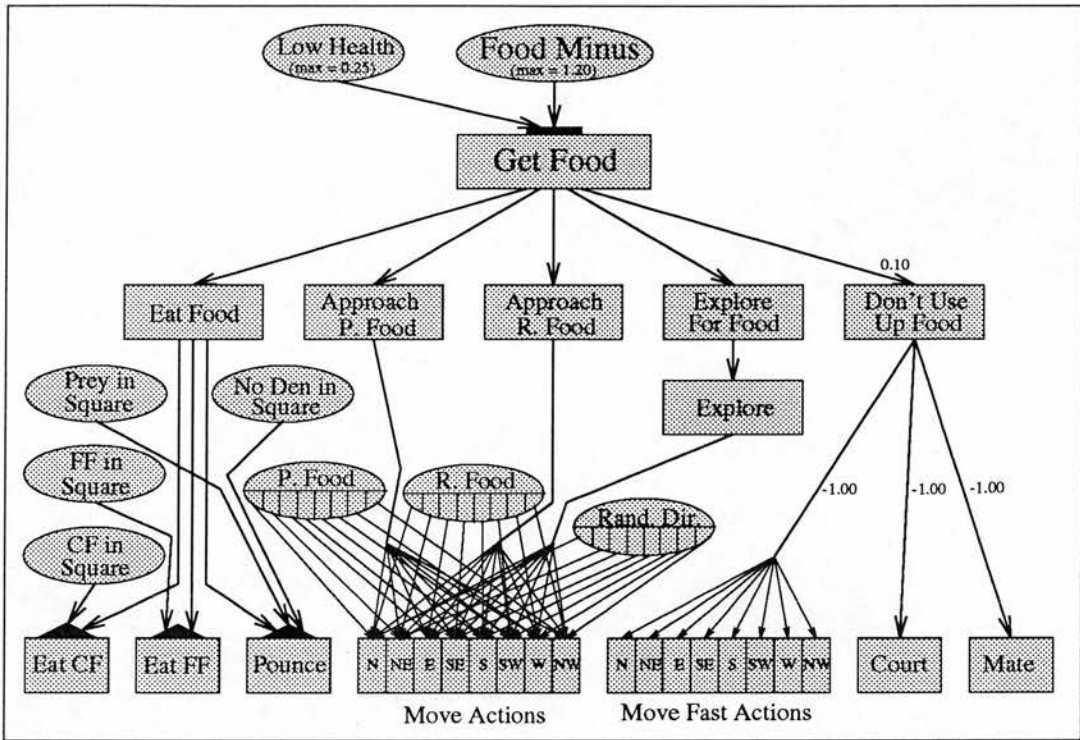 Low Health
(max = 0.25)
Food Minus
(max = 1.20)
Get Food
0.10
Eat Food
Approach
P. Food
Approach
R. Food
Explore
For Food
Don't Use
Up Food
Prey in
Square
No Den in
Square
Explore
FF in
Square
P. Food
R. Food
Rand. Dir.
-1.00
-1.00
-1.00
CF in
Square
Eat CF
Eat FF
Pounce
N NE E SE S SW W NW
N NE E SE S SW W NW
Court
Mate
Move Actions
Move Fast Actions